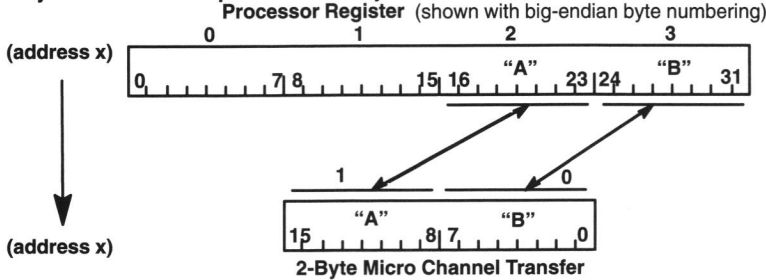 Processor Register (shown with big-endian byte numbering)
0 1 2 3
(address x)
"A" "B"
0 7 8 15 16 23 24 31
1 0
"A" "B"
15 8 7 0
(address x)
2-Byte Micro Channel Transfer